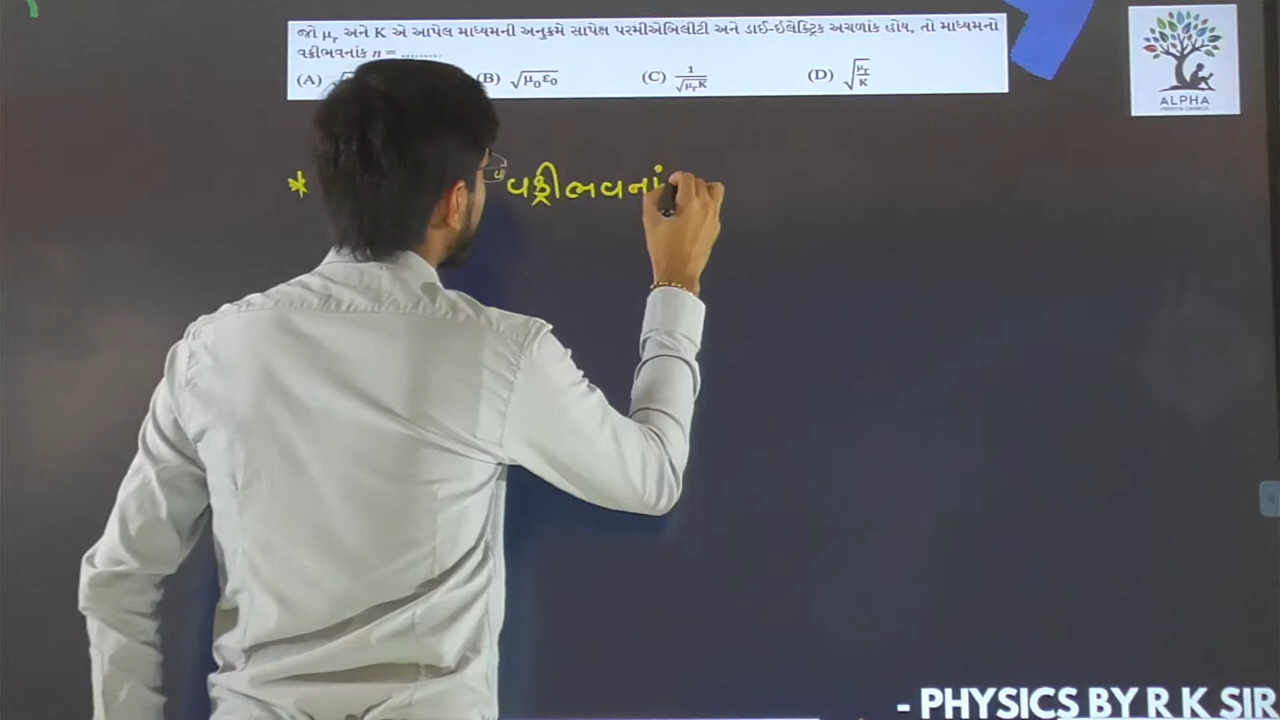 જો μᵣ અને K એ આપેલ માધ્યમની અનુક્રમે સાપેક્ષ પરમીએબિલીટી અને ડાઈ-ઇલેક્ટ્રિક અચળાંક હોય, તો માધ્યમનો
વક્રીભવનાંક n = ..........
(A) (B) √μ₀ε₀ (C) 1/√μᵣK (D) √μᵣ/K
ALPHA
* વક્રીભવનાં
- PHYSICS BY R K SIR